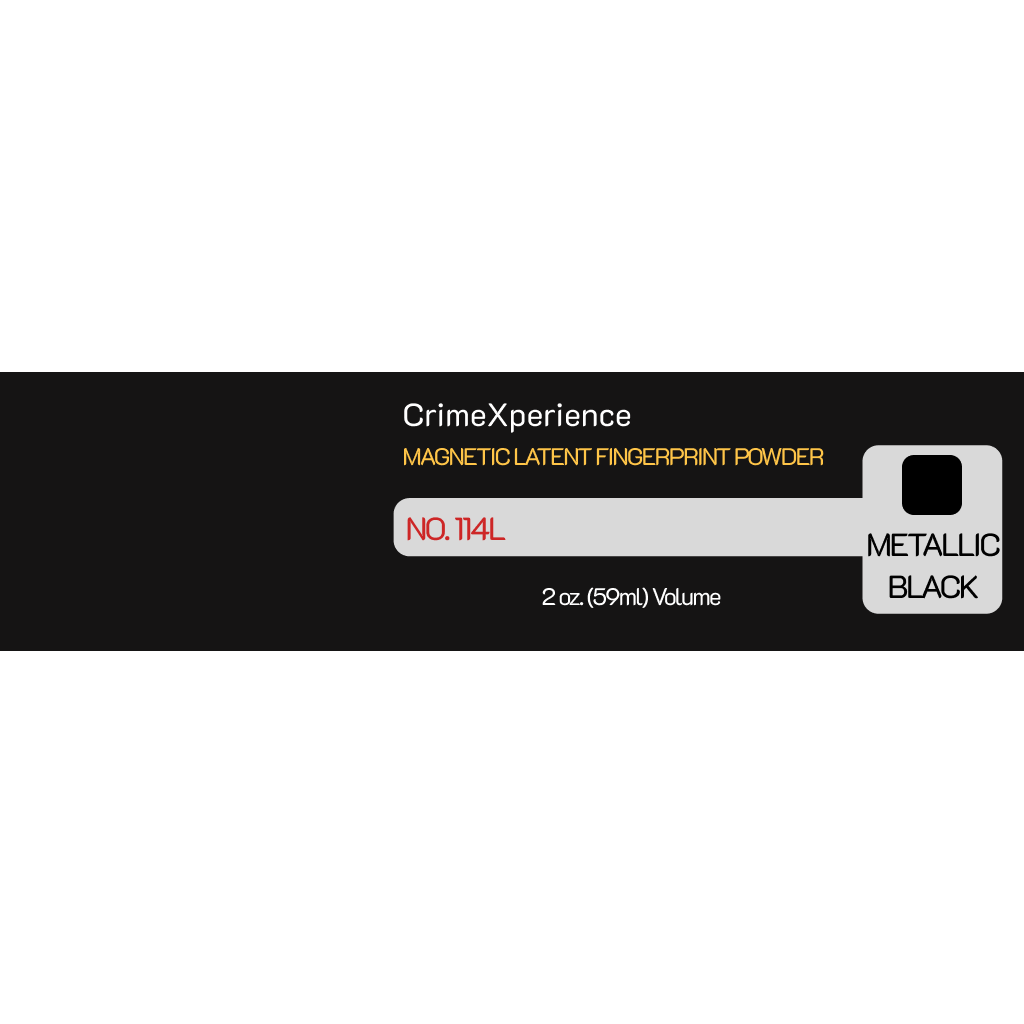 CrimeXperience
MAGNETIC LATENT FINGERPRINT POWDER
NO. 114L
METALLIC
BLACK
2 oz. (59ml) Volume